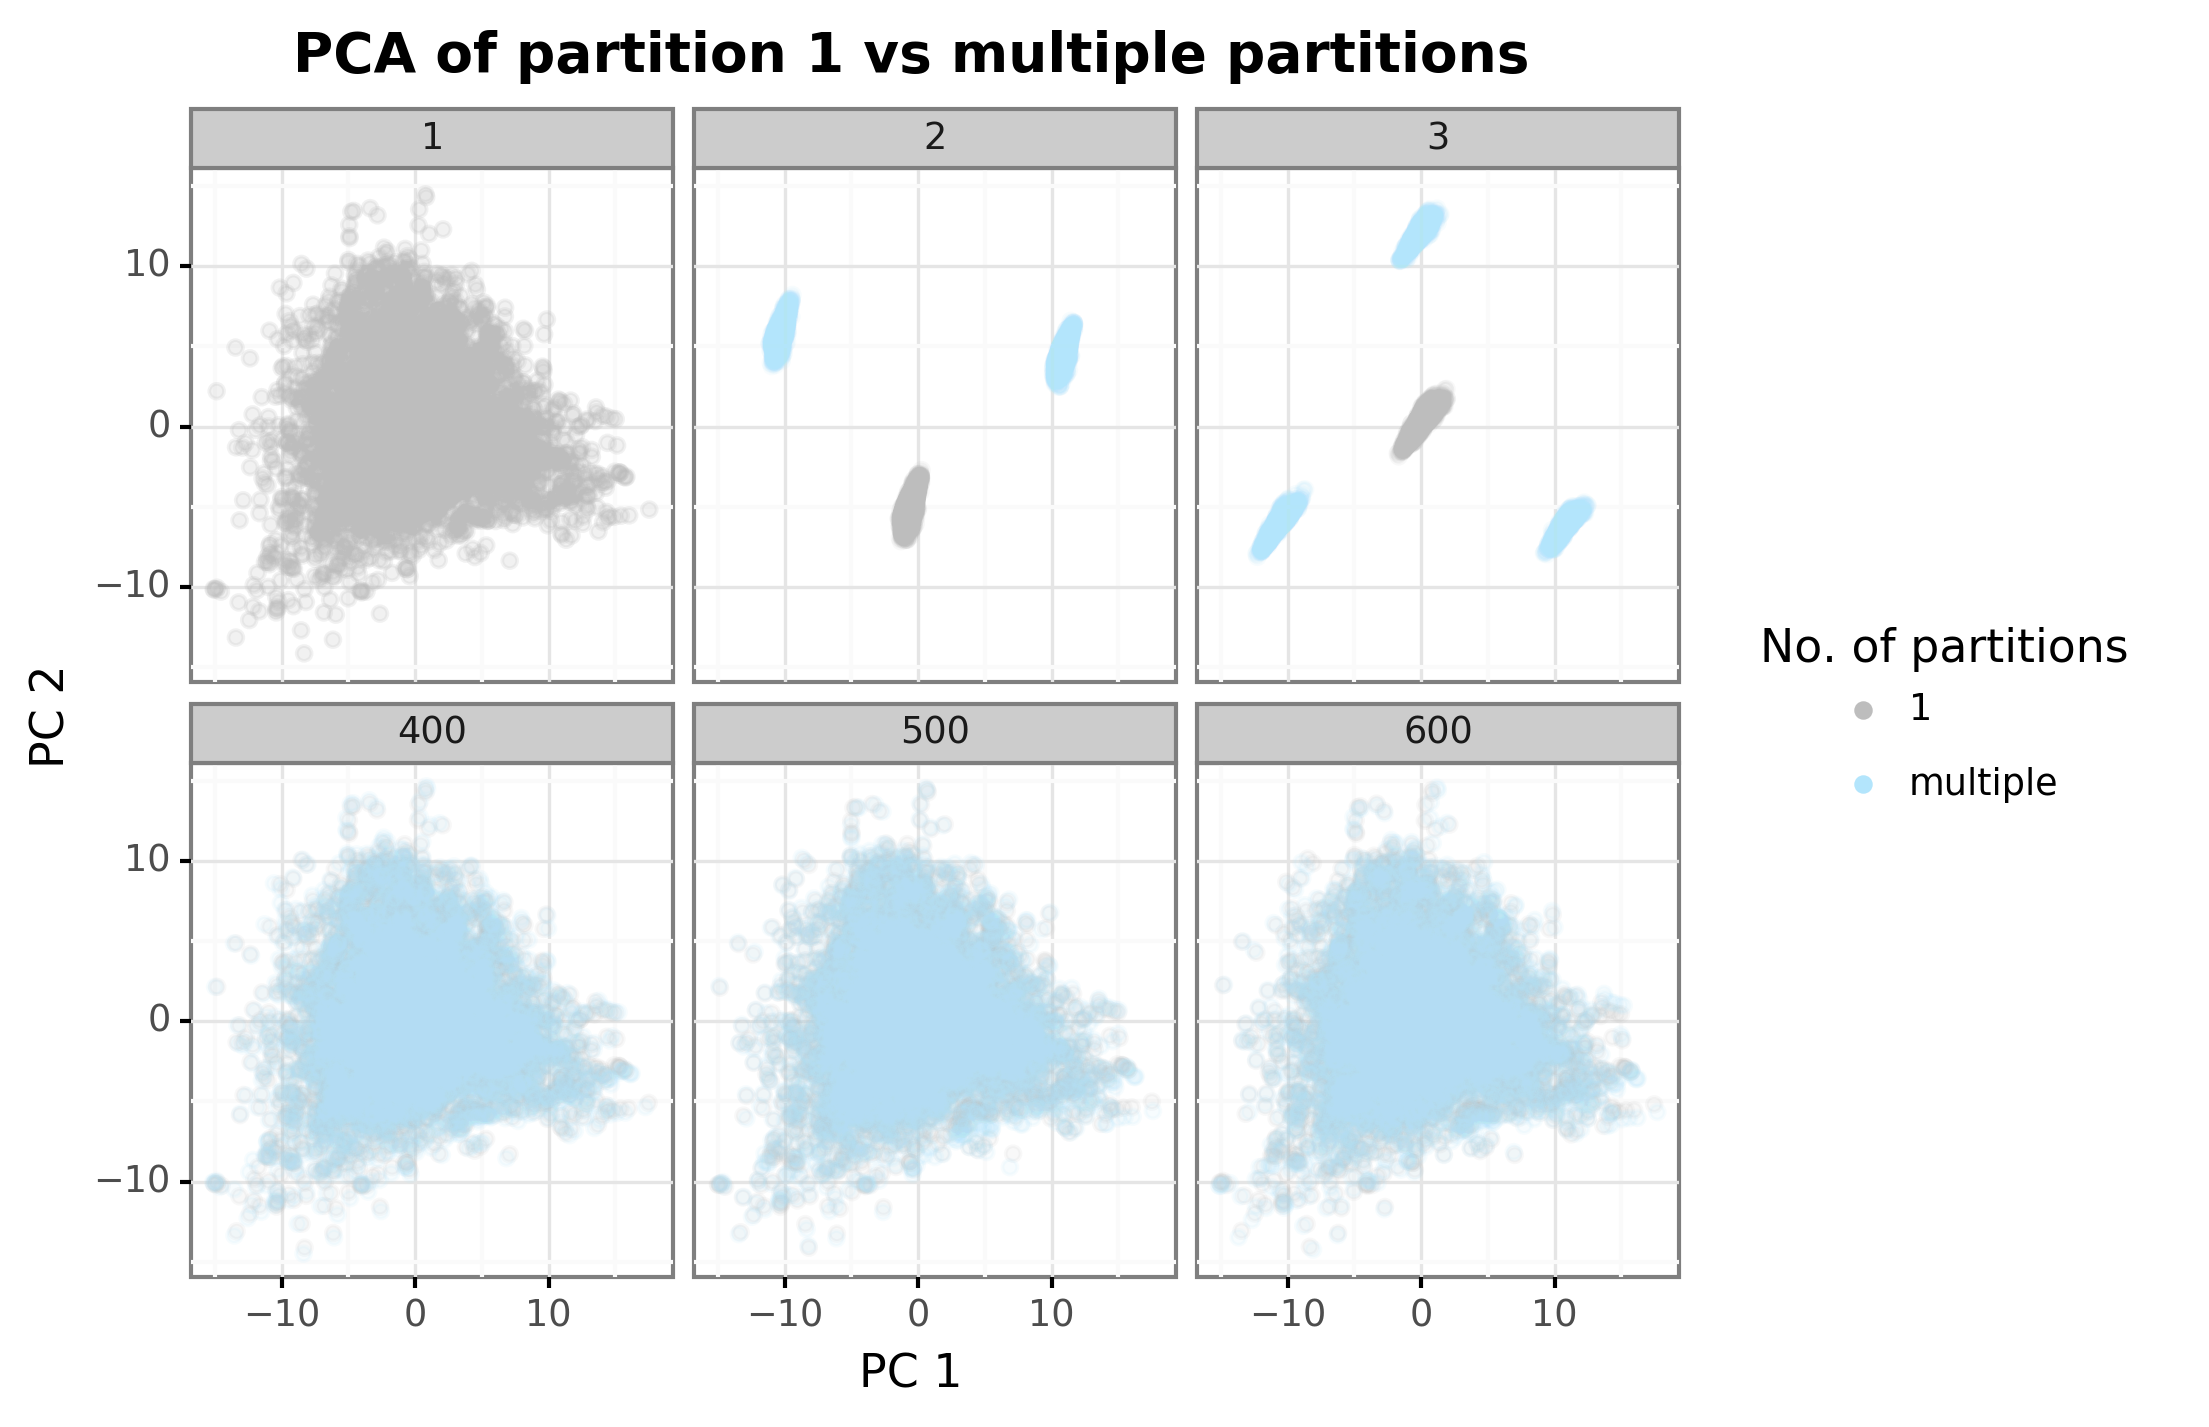 PCA of partition 1 vs multiple partitions
1 2 3
10
0
−10
400 500 600
10
0
−10
−10 0 10 −10 0 10 −10 0 10
PC 1
PC 2
No. of partitions
1
multiple